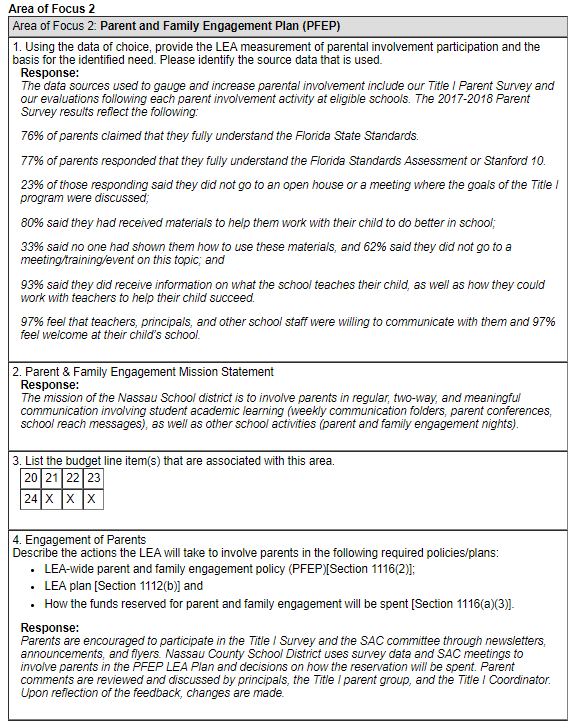 Area of Focus 2
Area of Focus 2: Parent and Family Engagement Plan (PFEP)
1. Using the data of choice, provide the LEA measurement of parental involvement participation and the
basis for the identified need. Please identify the source data that is used.
Response:
The data sources used to gauge and increase parental involvement include our Title I Parent Survey and
our evaluations following each parent involvement activity at eligible schools. The 2017-2018 Parent
Survey results reflect the following:
76% of parents claimed that they fully understand the Florida State Standards.
77% of parents responded that they fully understand the Florida Standards Assessment or Stanford 10.
23% of those responding said they did not go to an open house or a meeting where the goals of the Title I
program were discussed;
80% said they had received materials to help them work with their child to do better in school;
33% said no one had shown them how to use these materials, and 62% said they did not go to a
meeting/training/event on this topic; and
93% said they did receive information on what the school teaches their child, as well as how they could
work with teachers to help their child succeed.
97% feel that teachers, principals, and other school staff were willing to communicate with them and 97%
feel welcome at their child's school.
2. Parent & Family Engagement Mission Statement
Response:
The mission of the Nassau School district is to involve parents in regular, two-way, and meaningful
communication involving student academic learning (weekly communication folders, parent conferences,
school reach messages), as well as other school activities (parent and family engagement nights).
3. List the budget line item(s) that are associated with this area.
20 21 22 23
24 X X X
4. Engagement of Parents
Describe the actions the LEA will take to involve parents in the following required policies/plans:
• LEA-wide parent and family engagement policy (PFEP)[Section 1116(2)];
• LEA plan [Section 1112(b)] and
• How the funds reserved for parent and family engagement will be spent [Section 1116(a)(3)].
Response:
Parents are encouraged to participate in the Title I Survey and the SAC committee through newsletters,
announcements, and flyers. Nassau County School District uses survey data and SAC meetings to
involve parents in the PFEP LEA Plan and decisions on how the reservation will be spent. Parent
comments are reviewed and discussed by principals, the Title I parent group, and the Title I Coordinator.
Upon reflection of the feedback, changes are made.